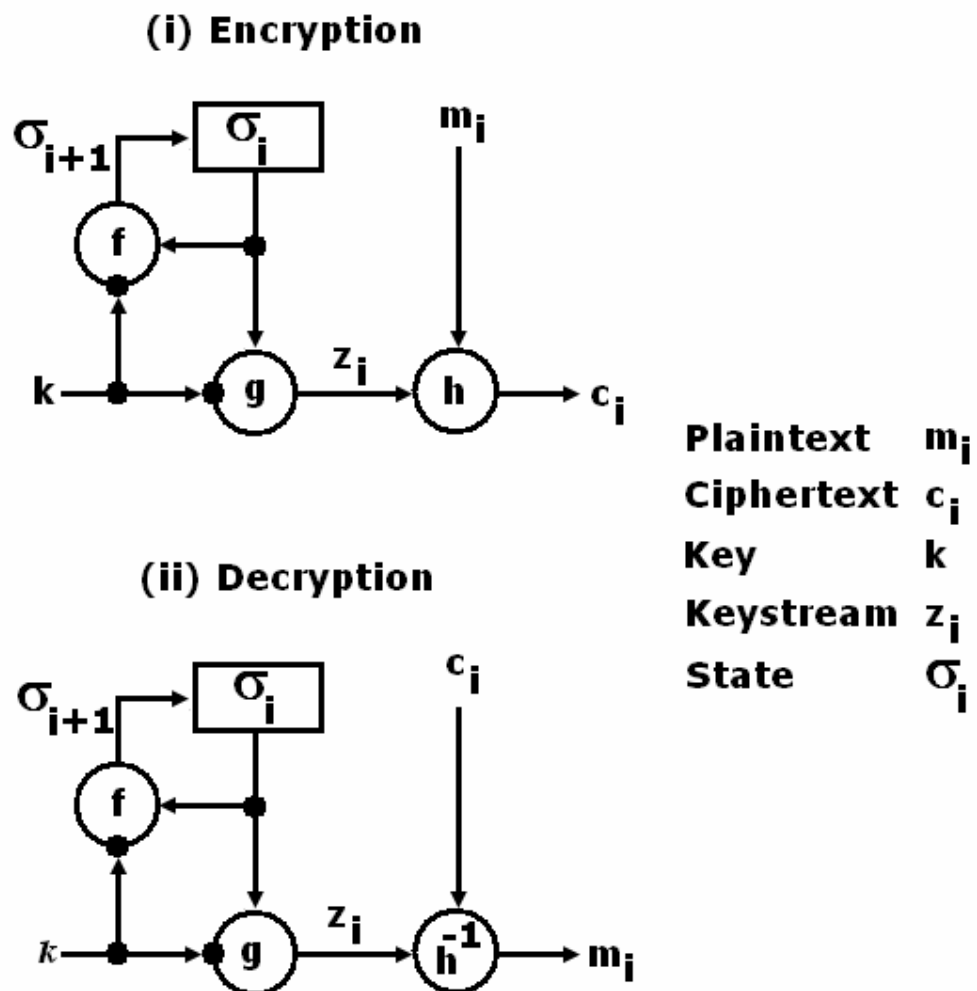 (i) Encryption
σi+1
σi
mi
f
k
g
zi
h
ci
Plaintext mi
Ciphertext ci
Key k
Keystream zi
State σi
(ii) Decryption
σi+1
σi
ci
f
k
g
zi
h-1
mi